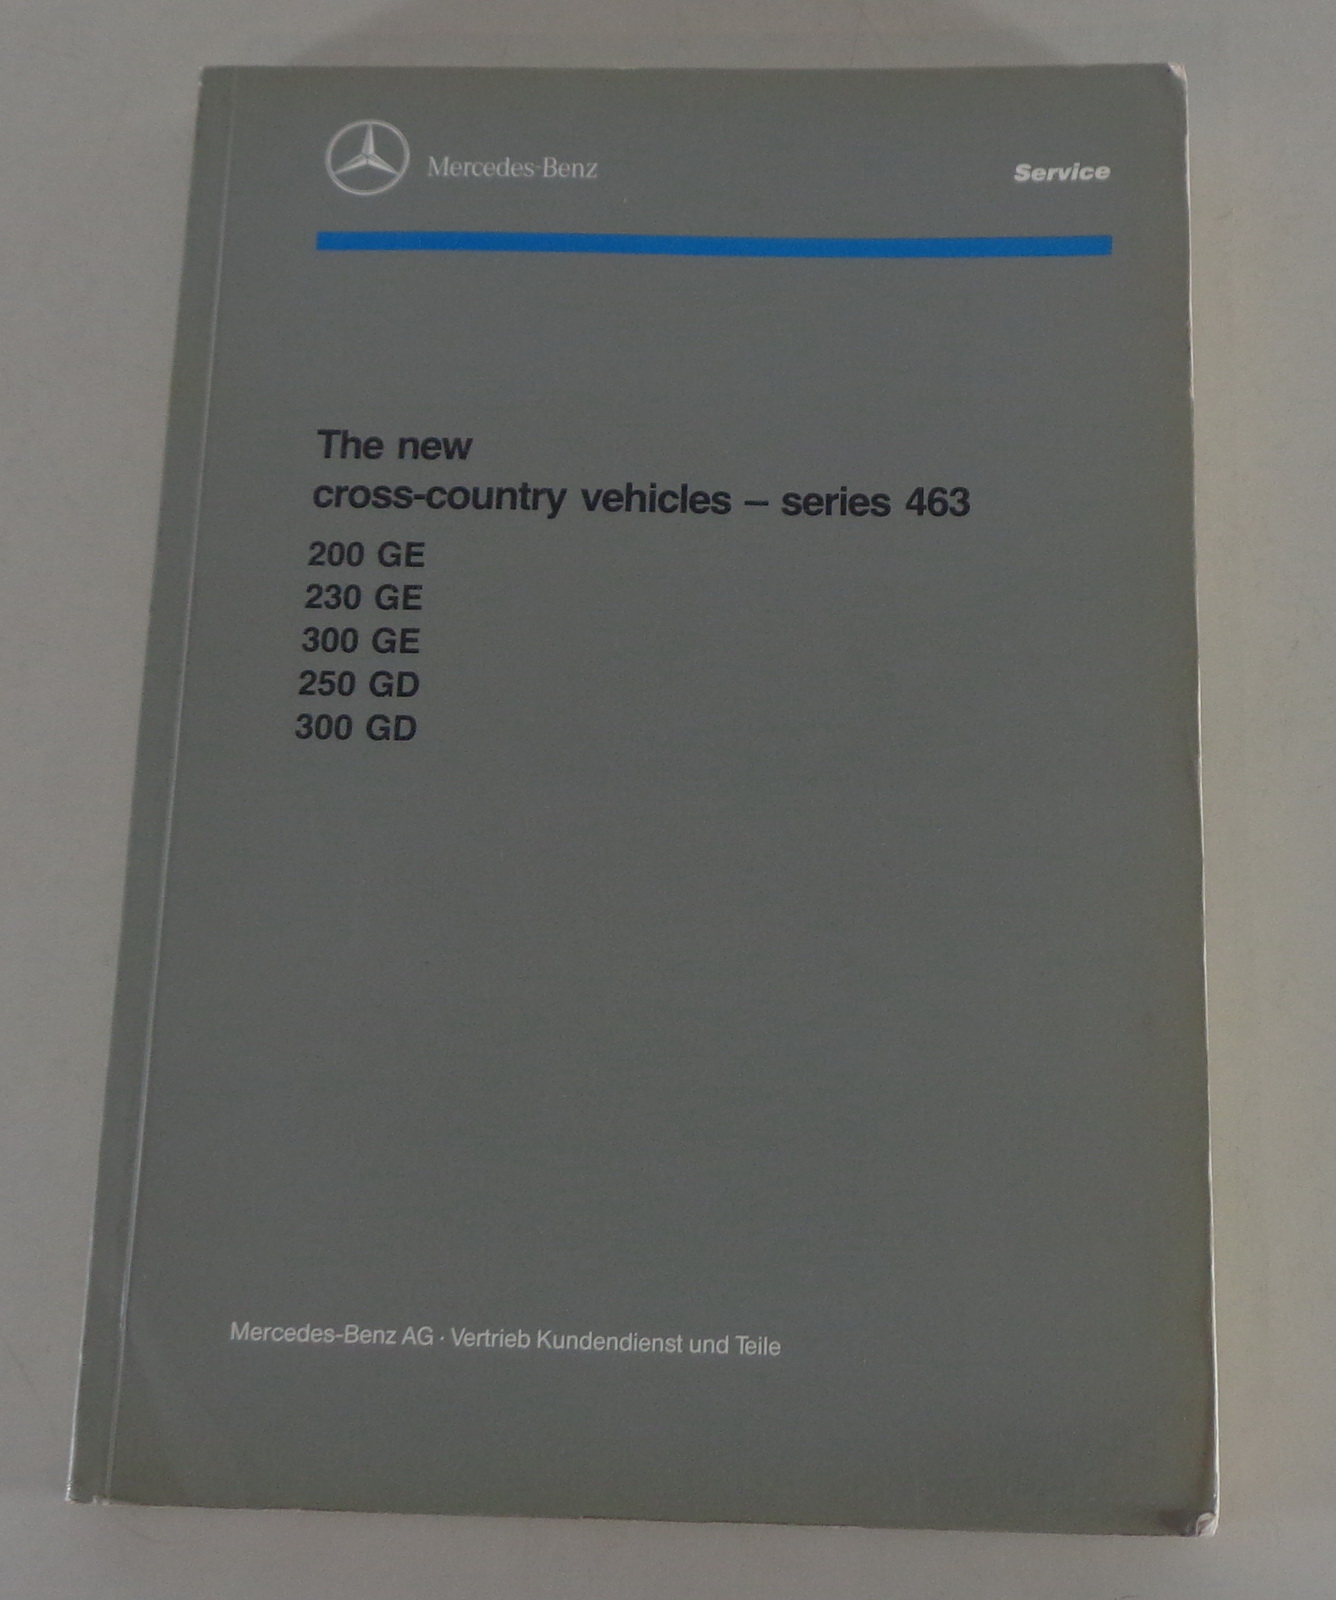 Mercedes-Benz
Service
The new
cross-country vehicles – series 463
200 GE
230 GE
300 GE
250 GD
300 GD
Mercedes-Benz AG · Vertrieb Kundendienst und Teile